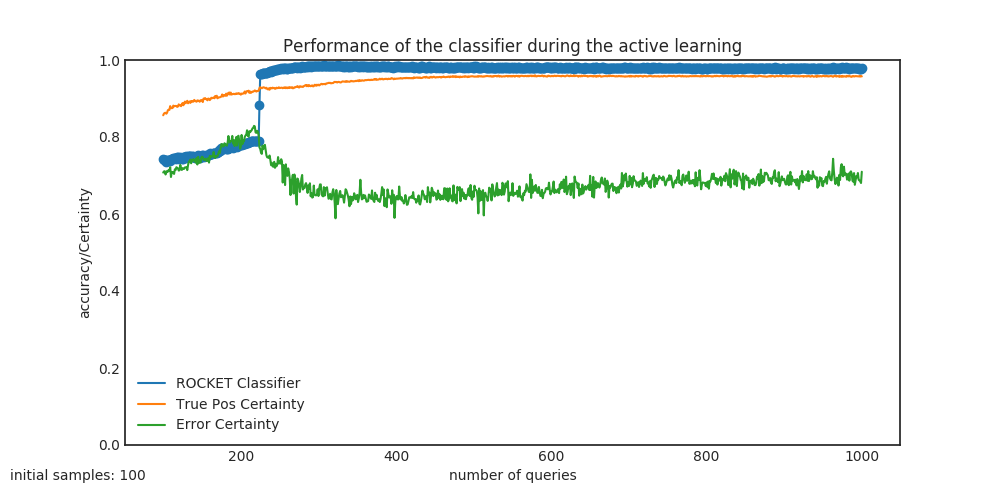 Performance of the classifier during the active learning
1.0
0.8
0.6
0.4
0.2
0.0
accuracy/Certainty
ROCKET Classifier
True Pos Certainty
Error Certainty
200 400 600 800 1000
number of queries
initial samples: 100